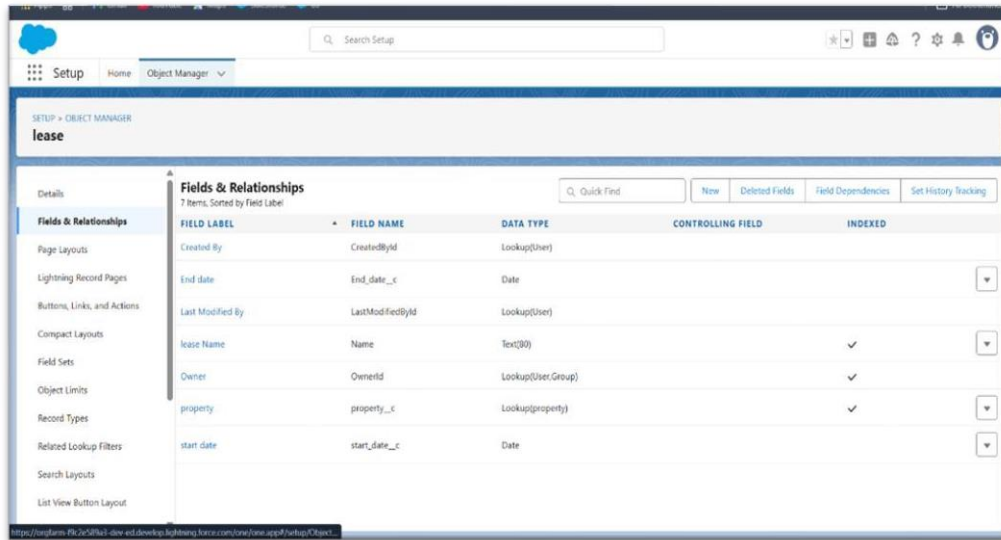 Search Setup
Setup Home Object Manager
SETUP > OBJECT MANAGER
lease
Details
Fields & Relationships
Page Layouts
Lightning Record Pages
Buttons, Links, and Actions
Compact Layouts
Field Sets
Object Limits
Record Types
Related Lookup Filters
Search Layouts
List View Button Layout
Fields & Relationships
7 Items, Sorted by Field Label
Quick Find
New Deleted Fields Field Dependencies Set History Tracking
FIELD LABEL FIELD NAME DATA TYPE CONTROLLING FIELD INDEXED
Created By CreatedById Lookup(User)
End date End_date__c Date
Last Modified By LastModifiedById Lookup(User)
lease Name Name Text(80)
Owner OwnerId Lookup(User,Group)
property property__c Lookup(property)
start date start_date__c Date